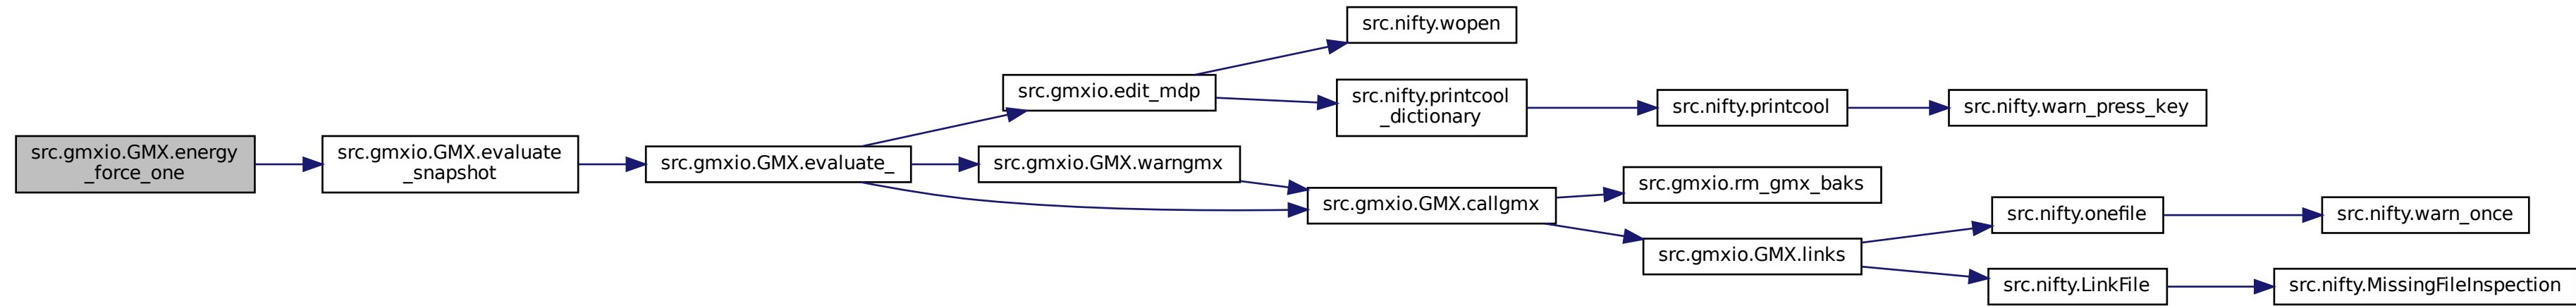 src.gmxio.GMX.energy
_force_one
src.gmxio.GMX.evaluate
_snapshot
src.gmxio.GMX.evaluate_
src.gmxio.edit_mdp
src.nifty.wopen
src.nifty.printcool
_dictionary
src.nifty.printcool
src.nifty.warn_press_key
src.gmxio.GMX.warngmx
src.gmxio.GMX.callgmx
src.gmxio.rm_gmx_baks
src.gmxio.GMX.links
src.nifty.onefile
src.nifty.warn_once
src.nifty.LinkFile
src.nifty.MissingFileInspection